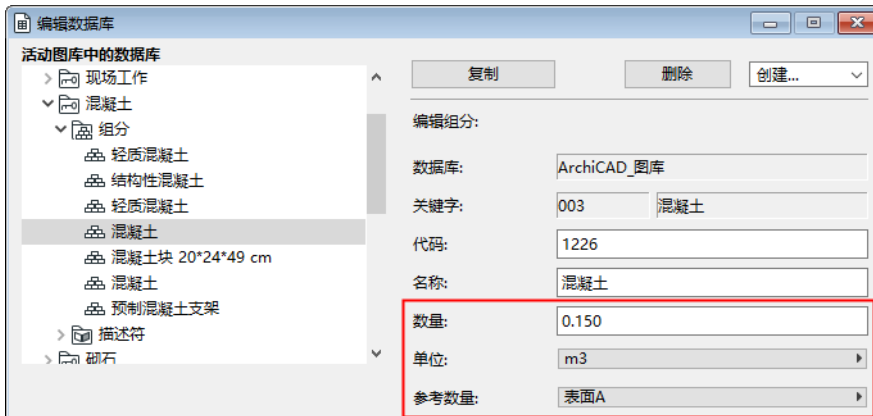 编辑数据库
活动图库中的数据库
现场工作
混凝土
组分
轻质混凝土
结构性混凝土
轻质混凝土
混凝土
混凝土块 20*24*49 cm
混凝土
预制混凝土支架
描述符
砌石
复制
删除
创建...
编辑组分:
数据库:
ArchiCAD_图库
关键字:
003
混凝土
代码:
1226
名称:
混凝土
数量:
0.150
单位:
m3
参考数量:
表面A